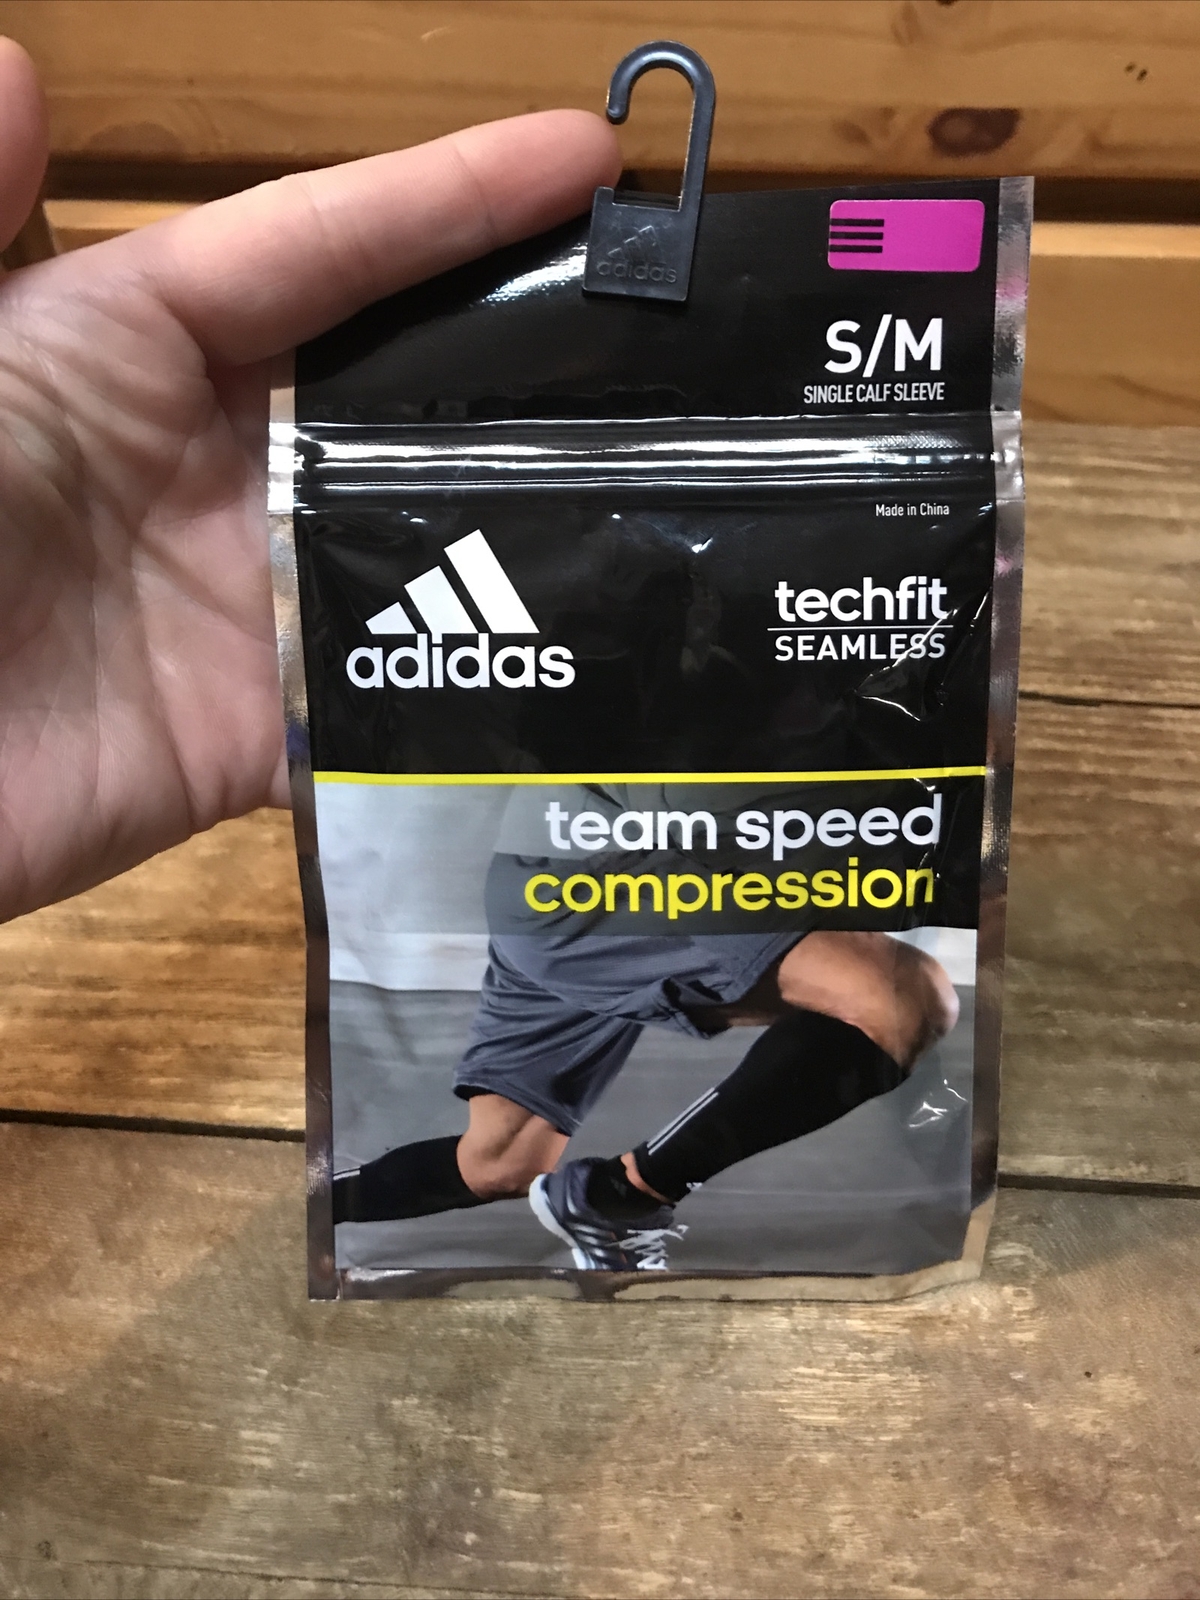 adidas
S/M
SINGLE CALF SLEEVE
Made in China
adidas
techfit
SEAMLESS
team speed
compression